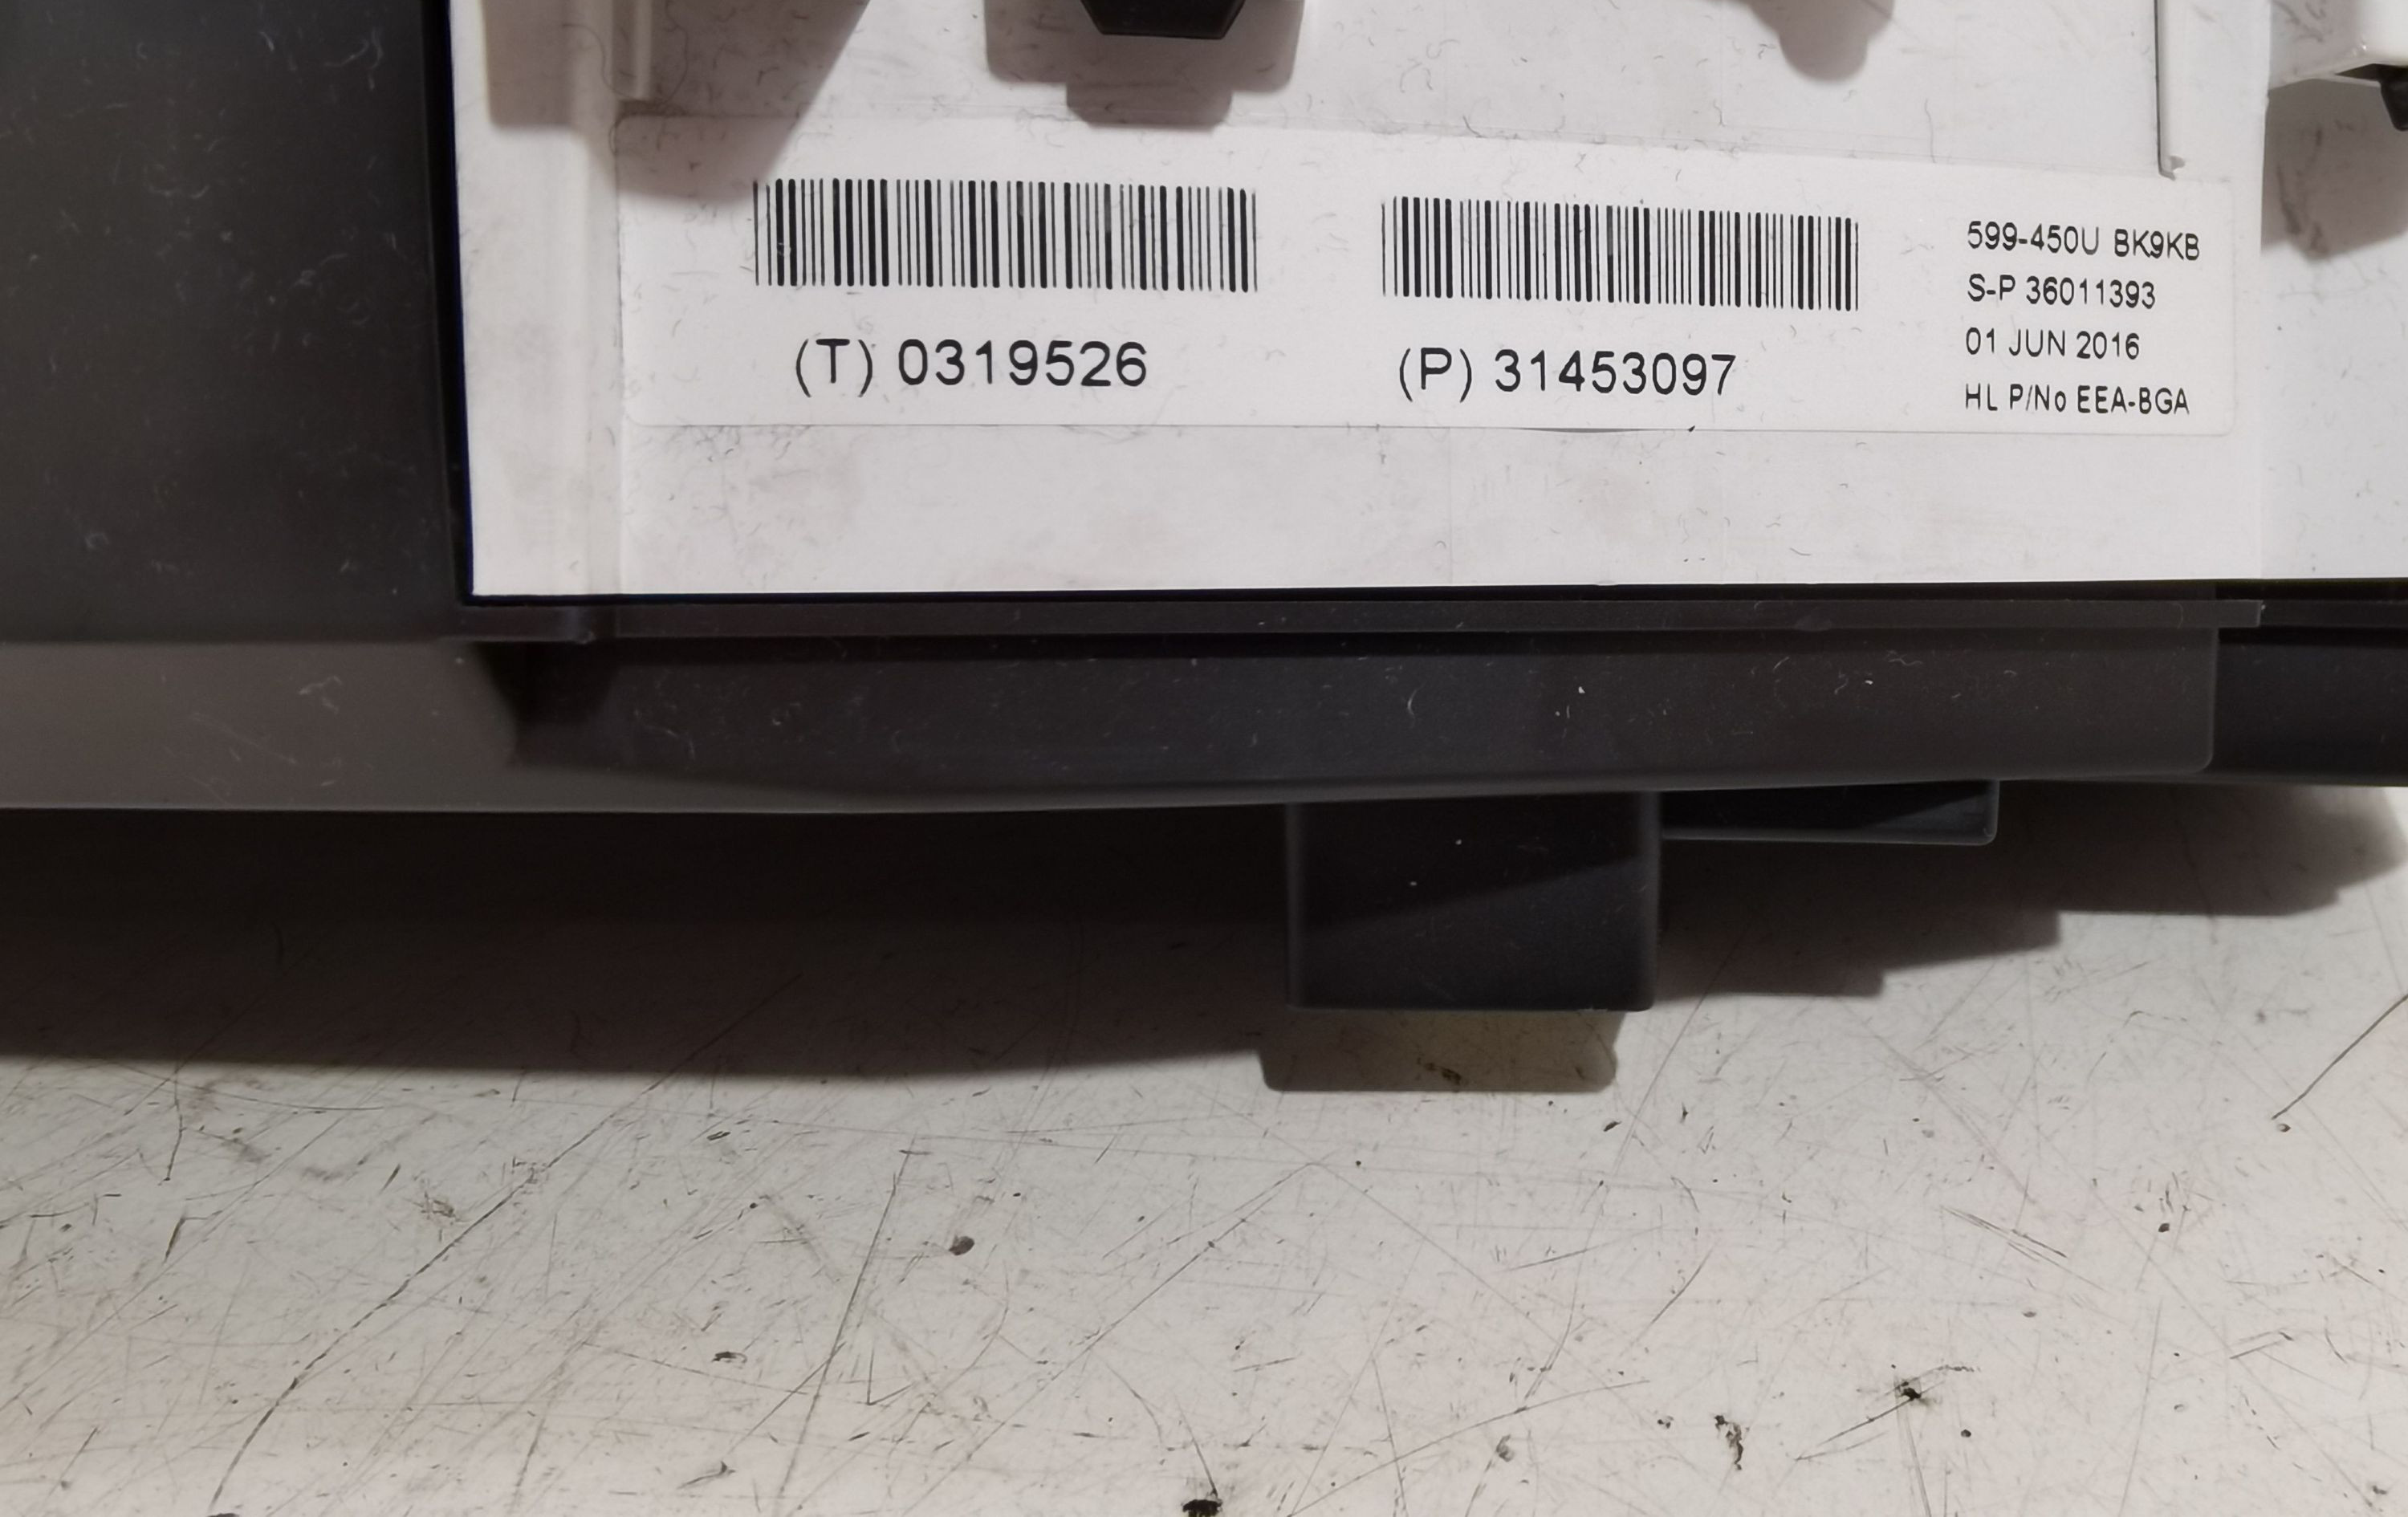 (T) 0319526
(P) 31453097
599-450U BK9KB
S-P 36011393
01 JUN 2016
HL P/No EEA-BGA